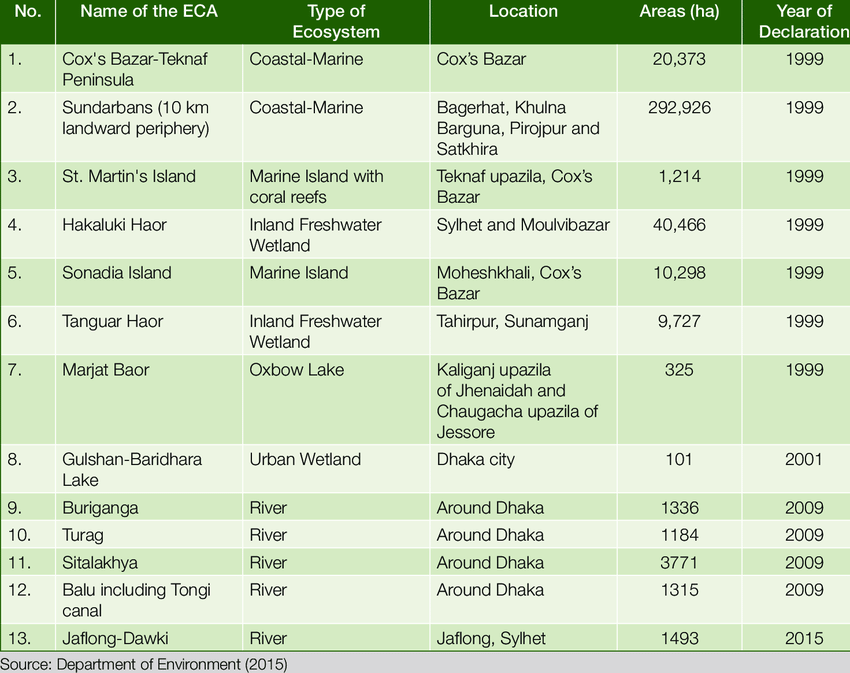 No. Name of the ECA Type of Ecosystem Location Areas (ha) Year of Declaration
1. Cox's Bazar-Teknaf Peninsula Coastal-Marine Cox’s Bazar 20,373 1999
2. Sundarbans (10 km landward periphery) Coastal-Marine Bagerhat, Khulna Barguna, Pirojpur and Satkhira 292,926 1999
3. St. Martin's Island Marine Island with coral reefs Teknaf upazila, Cox’s Bazar 1,214 1999
4. Hakaluki Haor Inland Freshwater Wetland Sylhet and Moulvibazar 40,466 1999
5. Sonadia Island Marine Island Moheshkhali, Cox’s Bazar 10,298 1999
6. Tanguar Haor Inland Freshwater Wetland Tahirpur, Sunamganj 9,727 1999
7. Marjat Baor Oxbow Lake Kaliganj upazila of Jhenaidah and Chaugacha upazila of Jessore 325 1999
8. Gulshan-Baridhara Lake Urban Wetland Dhaka city 101 2001
9. Buriganga River Around Dhaka 1336 2009
10. Turag River Around Dhaka 1184 2009
11. Sitalakhya River Around Dhaka 3771 2009
12. Balu including Tongi canal River Around Dhaka 1315 2009
13. Jaflong-Dawki River Jaflong, Sylhet 1493 2015
Source: Department of Environment (2015)